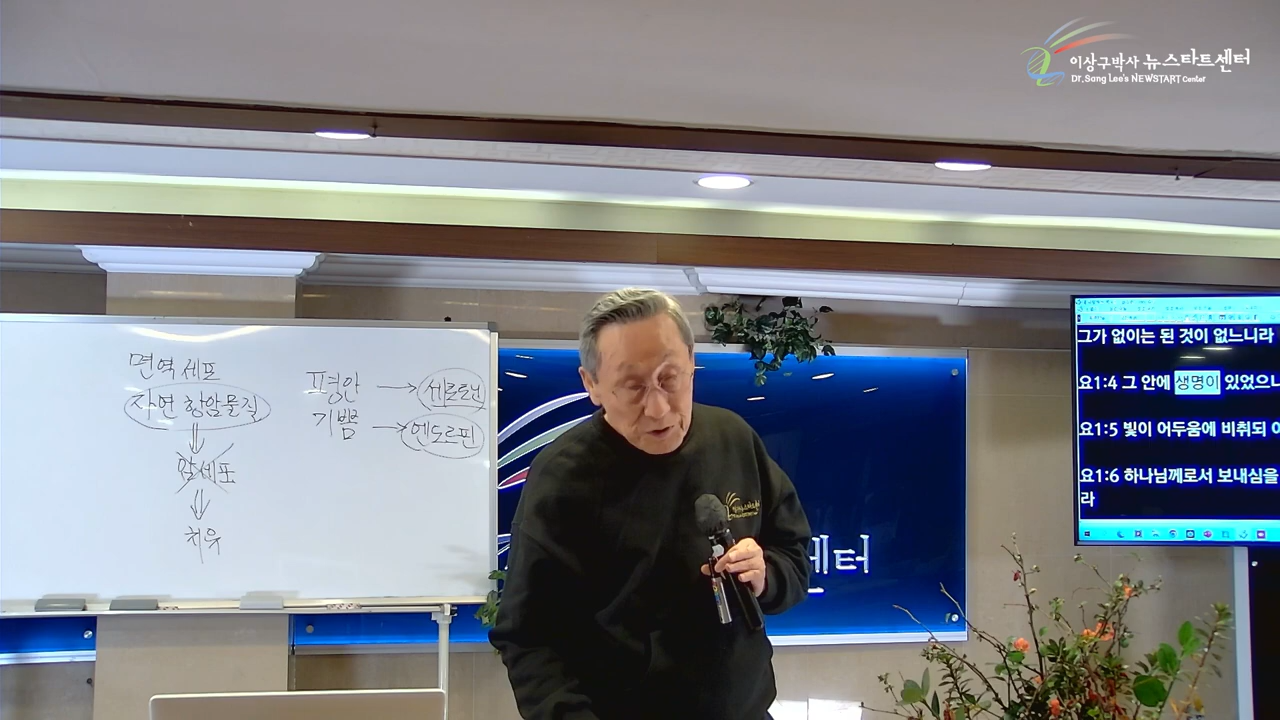 이상구박사 뉴스타트센터
Dr. Sang Lee's NEWSTART Center
면역세포
자연항암물질
암세포
치유
평안 → 세로토닌
기쁨 → 엔도르핀
센터
그가 없이는 된 것이 없느니라
요1:4 그 안에 생명이 있었으니
요1:5 빛이 어두움에 비취되
요1:6 하나님께로서 보내심을
라